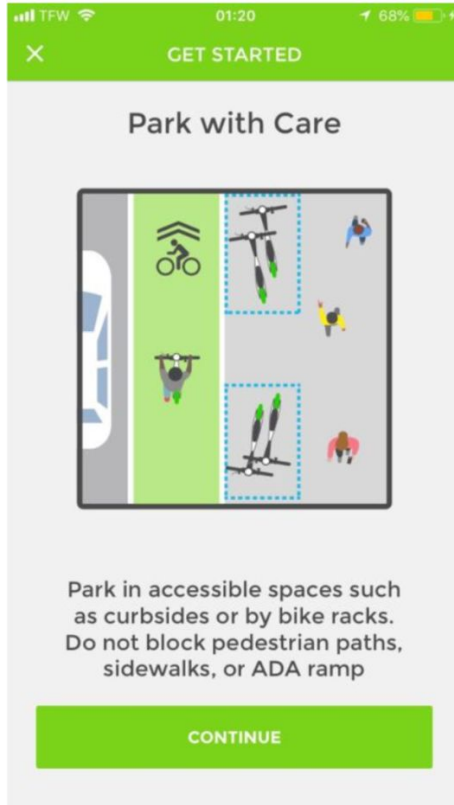 TFW 01:20 68%
GET STARTED
Park with Care
Park in accessible spaces such
as curbsides or by bike racks.
Do not block pedestrian paths,
sidewalks, or ADA ramp
CONTINUE